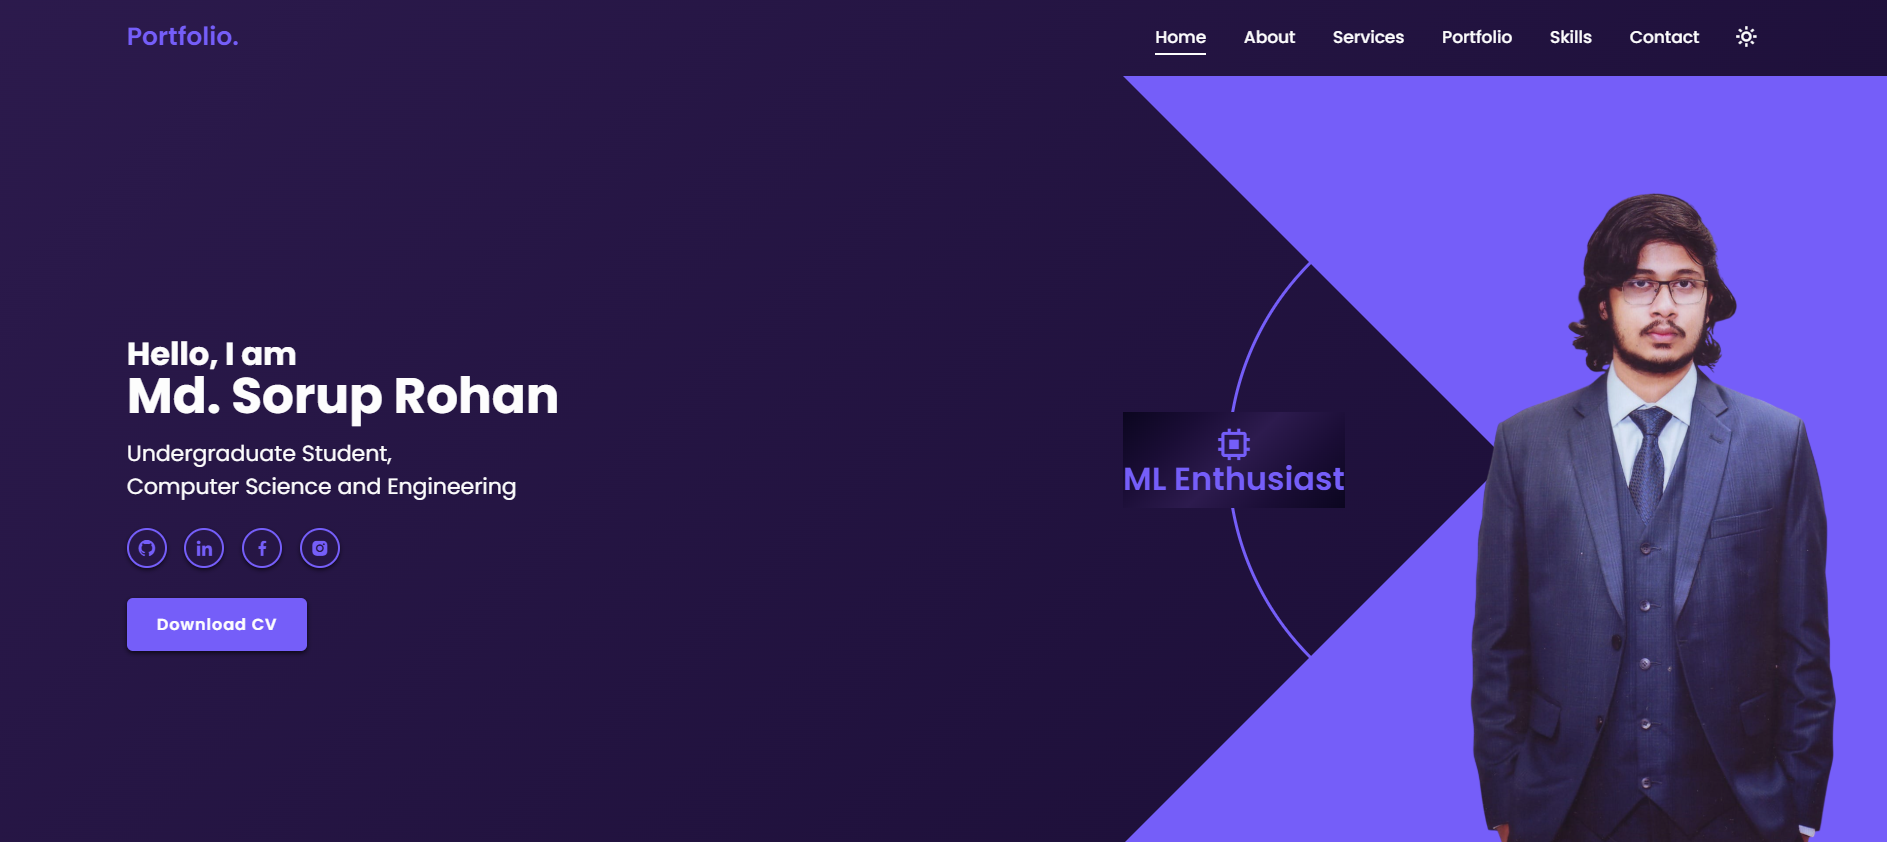 Portfolio.
Home About Services Portfolio Skills Contact
Hello, I am
Md. Sorup Rohan
Undergraduate Student,
Computer Science and Engineering
Download CV
ML Enthusiast